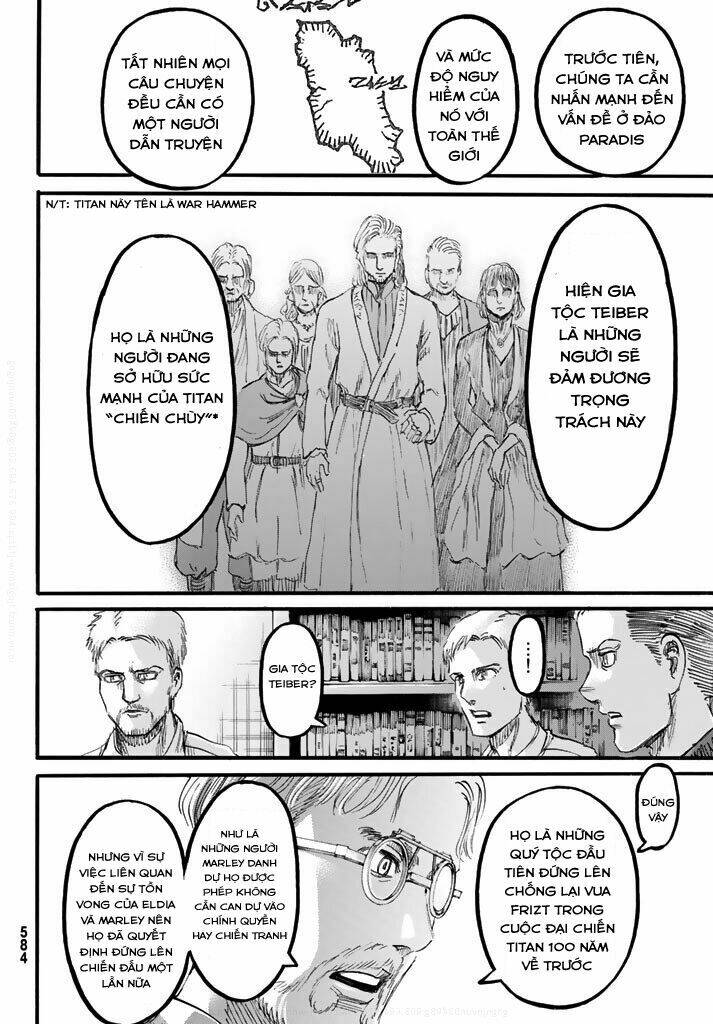 TRƯỚC TIÊN,
CHÚNG TA CẦN
NHẤN MẠNH ĐẾN
VẤN ĐỀ Ở ĐẢO
PARADIS
VÀ MỨC
ĐỘ NGUY
HIỂM CỦA
NÓ VỚI
TOÀN THẾ
GIỚI
TẤT NHIÊN MỌI
CÂU CHUYỆN
ĐỀU CẦN CÓ
MỘT NGƯỜI
DẪN TRUYỆN
N/T: TITAN NÀY TÊN LÀ WAR HAMMER
HIỆN GIA
TỘC TEIBER
LÀ NHỮNG
NGƯỜI SẼ
ĐẢM ĐƯƠNG
TRỌNG
TRÁCH NÀY
HỌ LÀ NHỮNG
NGƯỜI ĐANG
SỞ HỮU SỨC
MẠNH CỦA TITAN
"CHIẾN CHÙY"*
...!
GIA TỘC
TEIBER?
ĐÚNG
VẬY
HỌ LÀ NHỮNG
QUÝ TỘC ĐẦU
TIÊN ĐỨNG LÊN
CHỐNG LẠI VUA
FRIZT TRONG
CUỘC ĐẠI CHIẾN
TITAN 100 NĂM
VỀ TRƯỚC
NHƯ LÀ
NHỮNG NGƯỜI
MARLEY DANH
DỰ HỌ ĐƯỢC
PHÉP KHÔNG
CẦN CAN DỰ VÀO
CHÍNH QUYỀN
HAY CHIẾN TRANH
NHƯNG VÌ SỰ
VIỆC LIÊN QUAN
ĐẾN SỰ TỒN
VONG CỦA ELDIA
VÀ MARLEY NÊN
HỌ ĐÃ QUYẾT
ĐỊNH ĐỨNG LÊN
CHIẾN ĐẤU MỘT
LẦN NỮA
584